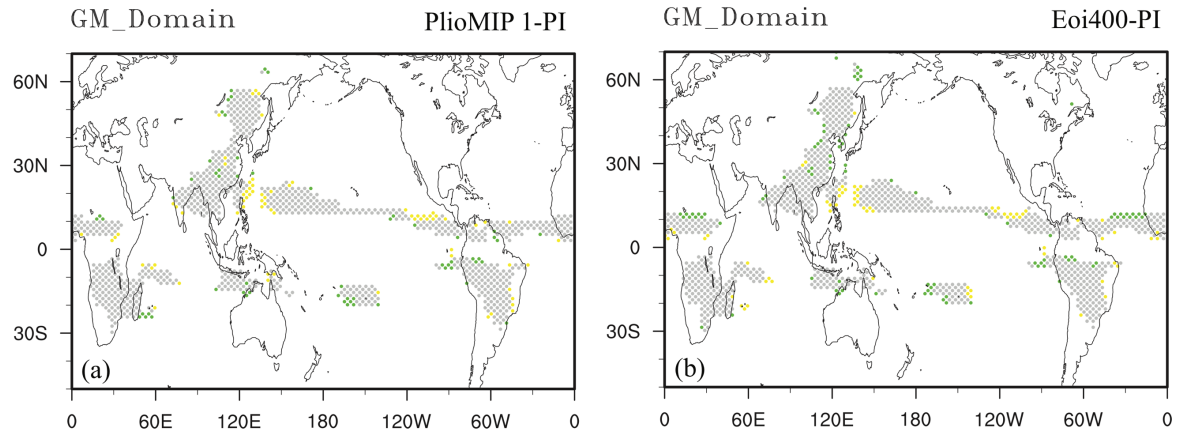 GM_Domain PlioMIP 1-PI
60N
30N
0
30S
(a)
0 60E 120E 180 120W 60W 0
GM_Domain Eoi400-PI
60N
30N
0
30S
(b)
0 60E 120E 180 120W 60W 0